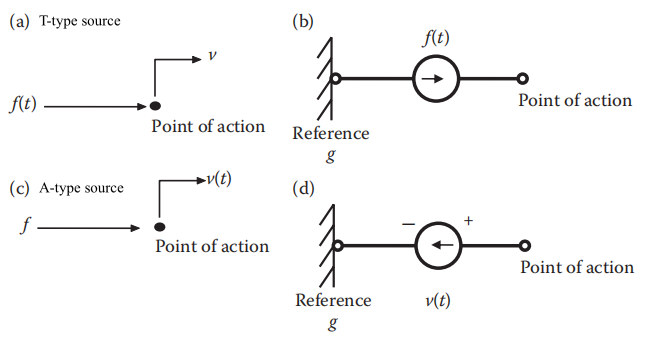 (a) T-type source
v
f(t)
Point of action
(b)
f(t)
Point of action
Reference
g
(c) A-type source
v(t)
f
Point of action
(d)
− +
Point of action
Reference
v(t)
g